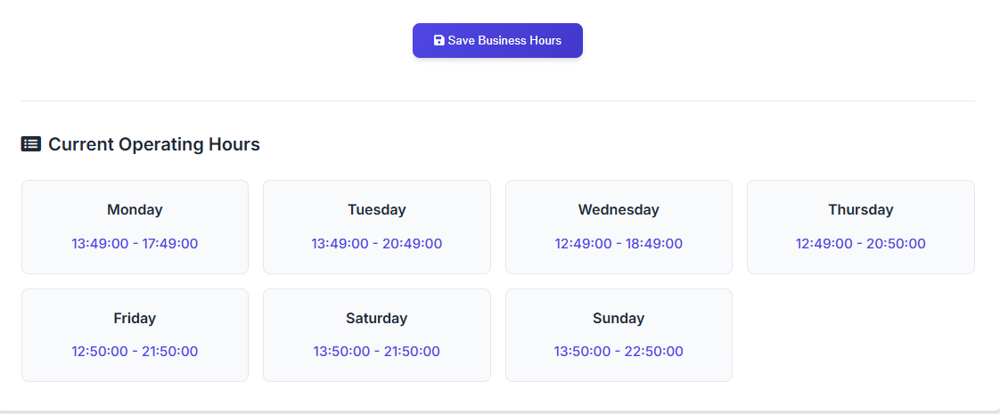 Save Business Hours
Current Operating Hours
Monday
13:49:00 - 17:49:00
Tuesday
13:49:00 - 20:49:00
Wednesday
12:49:00 - 18:49:00
Thursday
12:49:00 - 20:50:00
Friday
12:50:00 - 21:50:00
Saturday
13:50:00 - 21:50:00
Sunday
13:50:00 - 22:50:00